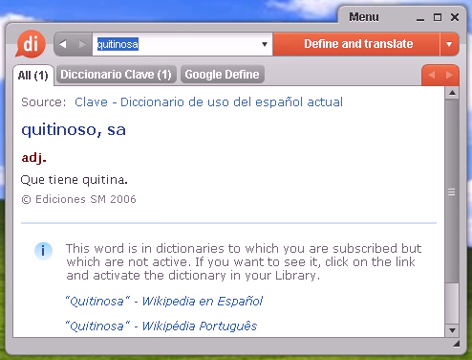 Menu
di
quitinosa
Define and translate
All (1)
Diccionario Clave (1)
Google Define
Source: Clave - Diccionario de uso del español actual
quitinoso, sa
adj.
Que tiene quitina.
© Ediciones SM 2006
i
This word is in dictionaries to which you are subscribed but
which are not active. If you want to see it, click on the link
and activate the dictionary in your Library.
"Quitinosa" - Wikipedia en Español
"Quitinosa" - Wikipédia Português